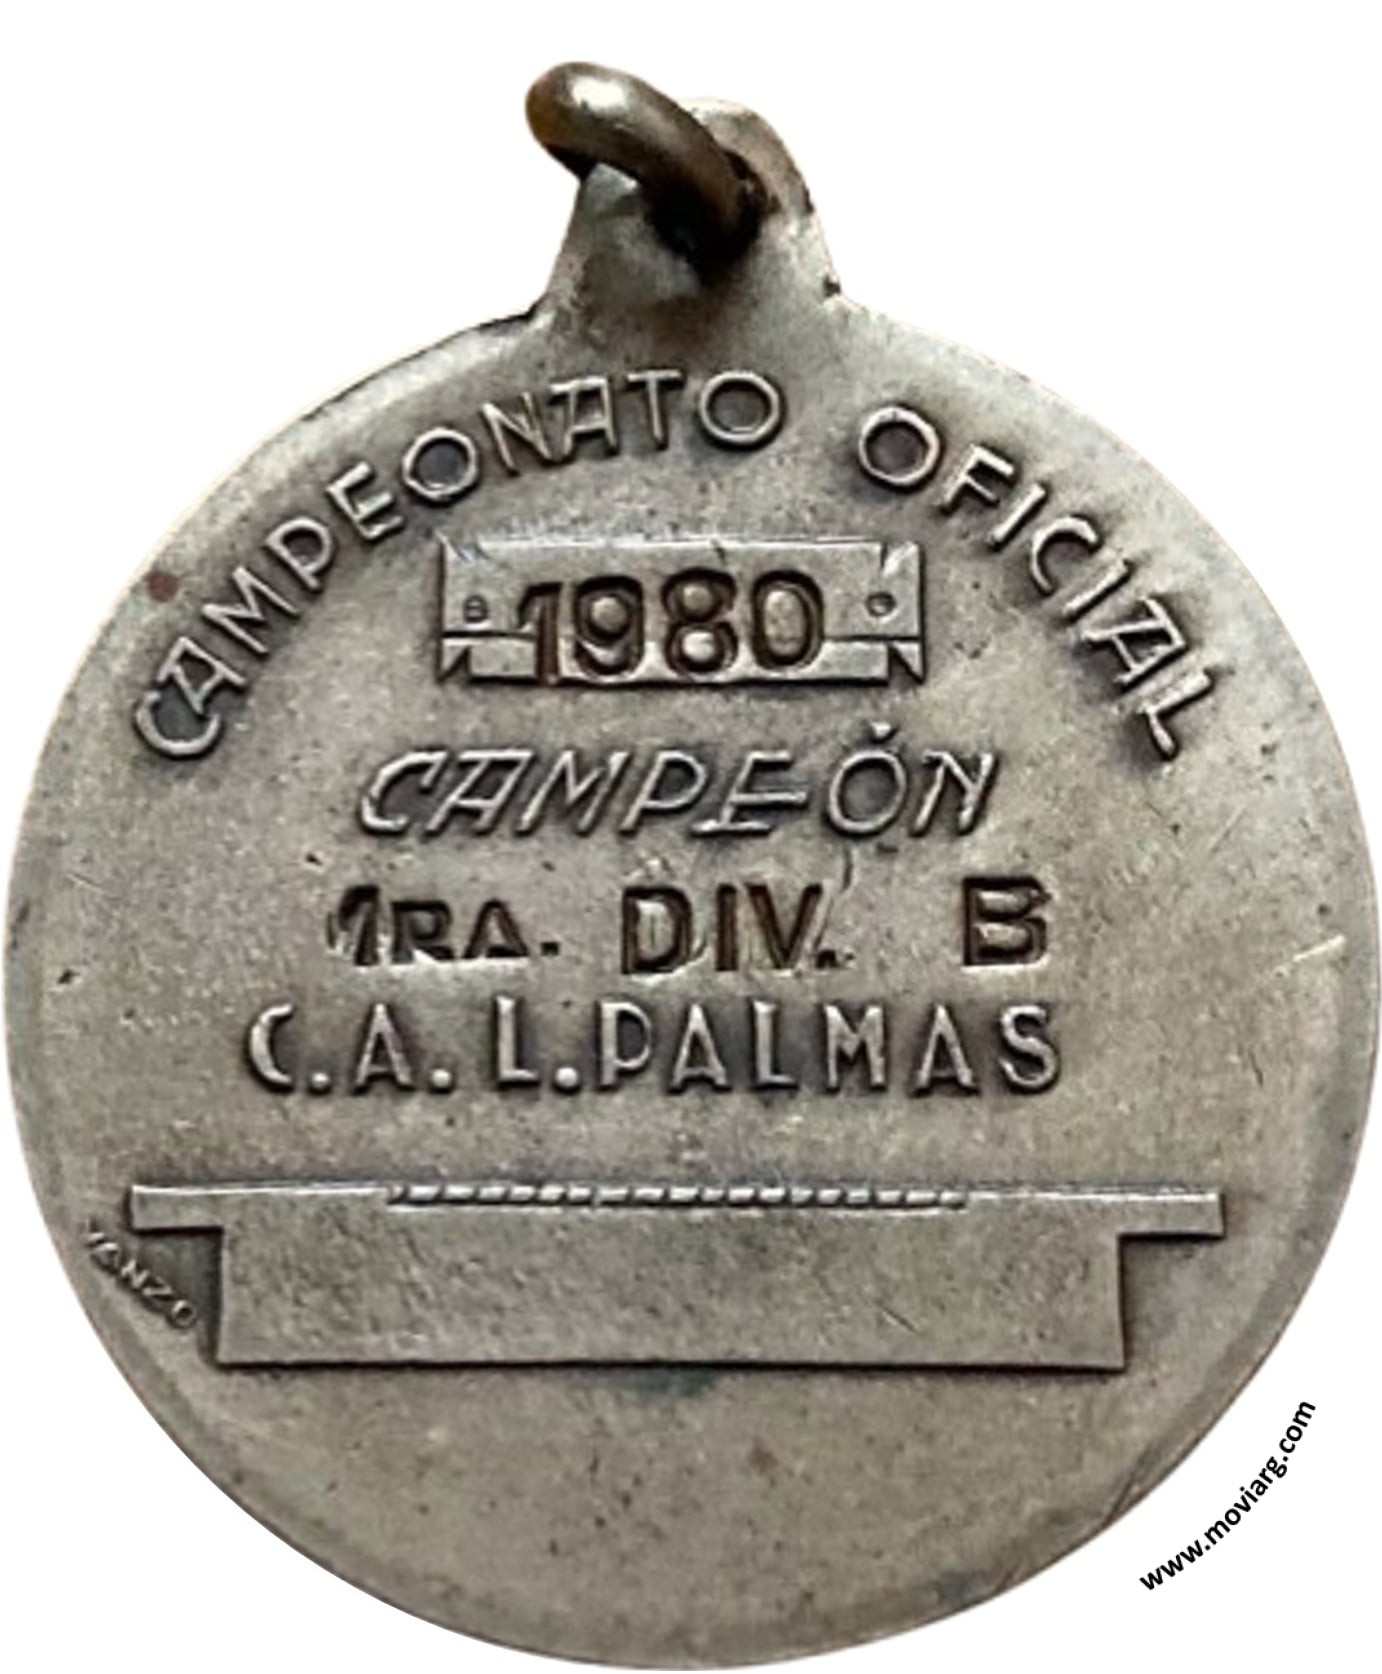 CAMPEONATO OFICIAL
1980
CAMPEÓN
1RA. DIV. B
C.A. L.PALMAS
www.moviarg.com